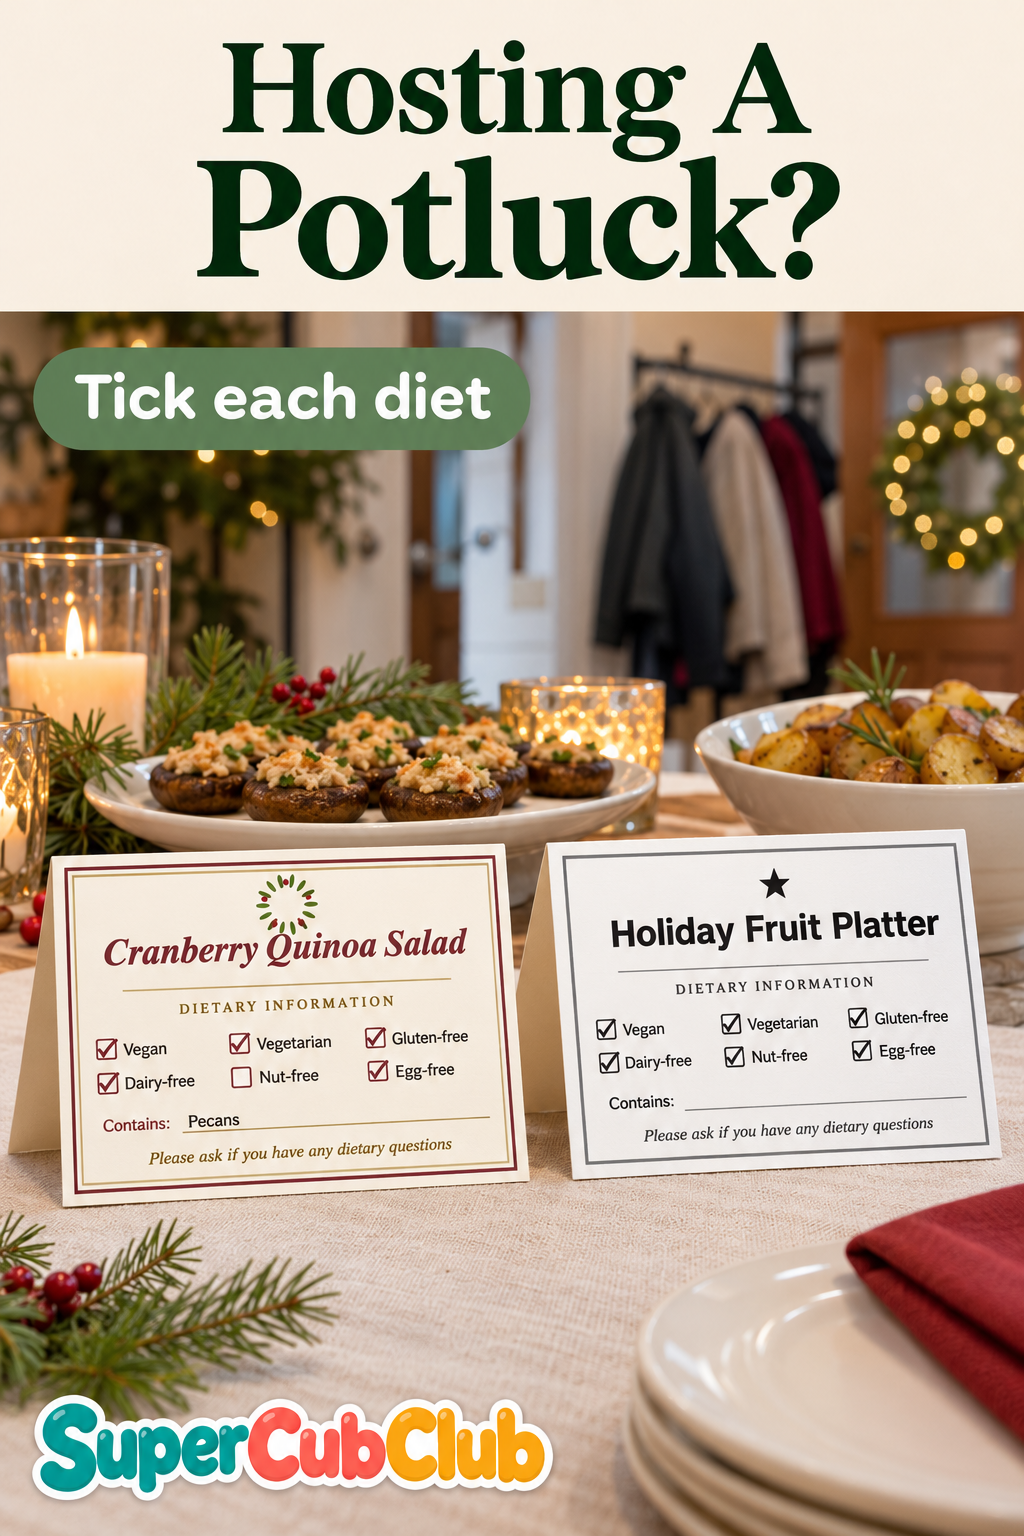 Hosting A
Potluck?
Tick each diet
Cranberry Quinoa Salad
DIETARY INFORMATION
Vegan
Vegetarian
Gluten-free
Dairy-free
Nut-free
Egg-free
Contains: Pecans
Please ask if you have any dietary questions
Holiday Fruit Platter
DIETARY INFORMATION
Vegan
Vegetarian
Gluten-free
Dairy-free
Nut-free
Egg-free
Contains:
Please ask if you have any dietary questions
SuperCubClub